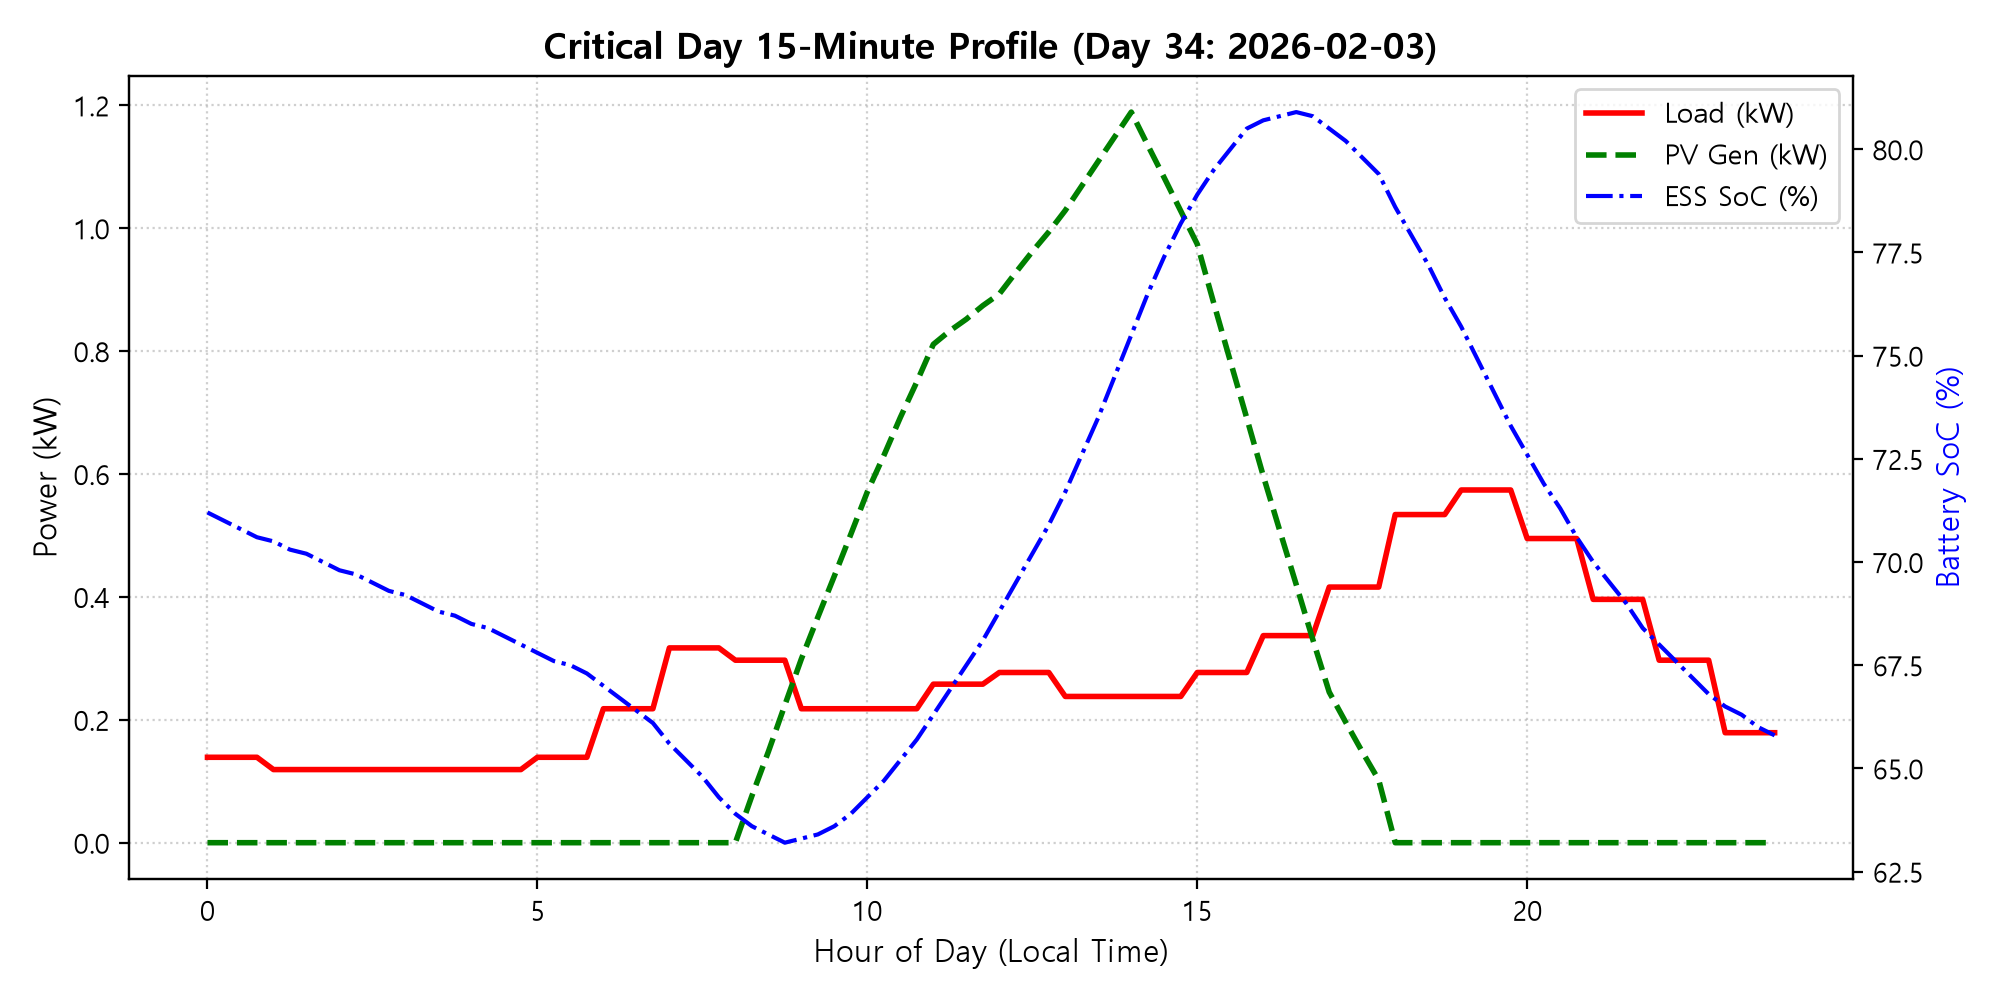 Critical Day 15-Minute Profile (Day 34: 2026-02-03)
Load (kW)
PV Gen (kW)
ESS SoC (%)
Power (kW)
1.2
1.0
0.8
0.6
0.4
0.2
0.0
80.0
77.5
75.0
72.5
70.0
67.5
65.0
62.5
Battery SoC (%)
0 5 10 15 20
Hour of Day (Local Time)